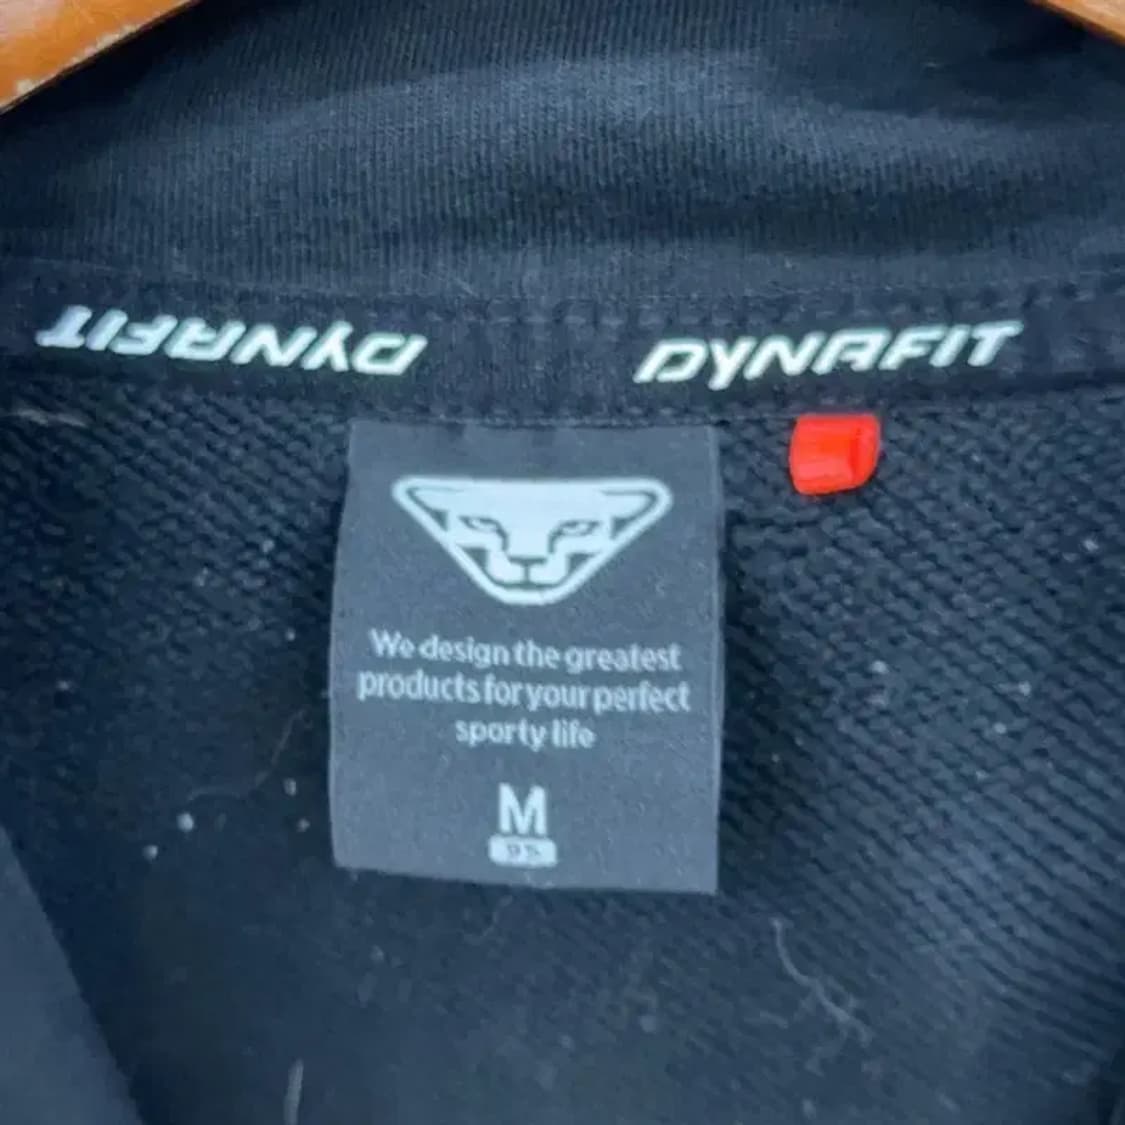 DYNAFIT DYNAFIT
We design the greatest
products for your perfect
sporty life
M
95